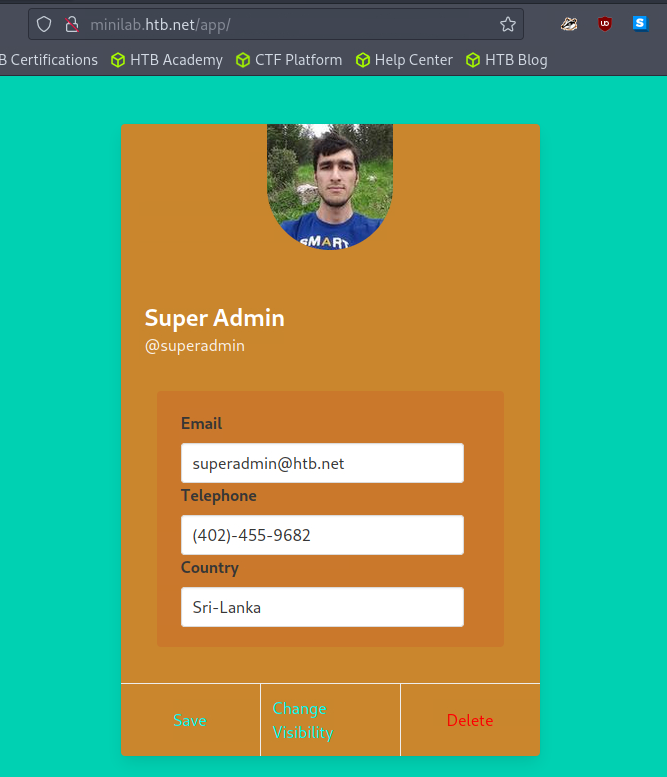 minilab.htb.net/app/
B Certifications HTB Academy CTF Platform Help Center HTB Blog
SMART
Super Admin
@superadmin
Email
superadmin@htb.net
Telephone
(402)-455-9682
Country
Sri-Lanka
Save
Change
Visibility
Delete